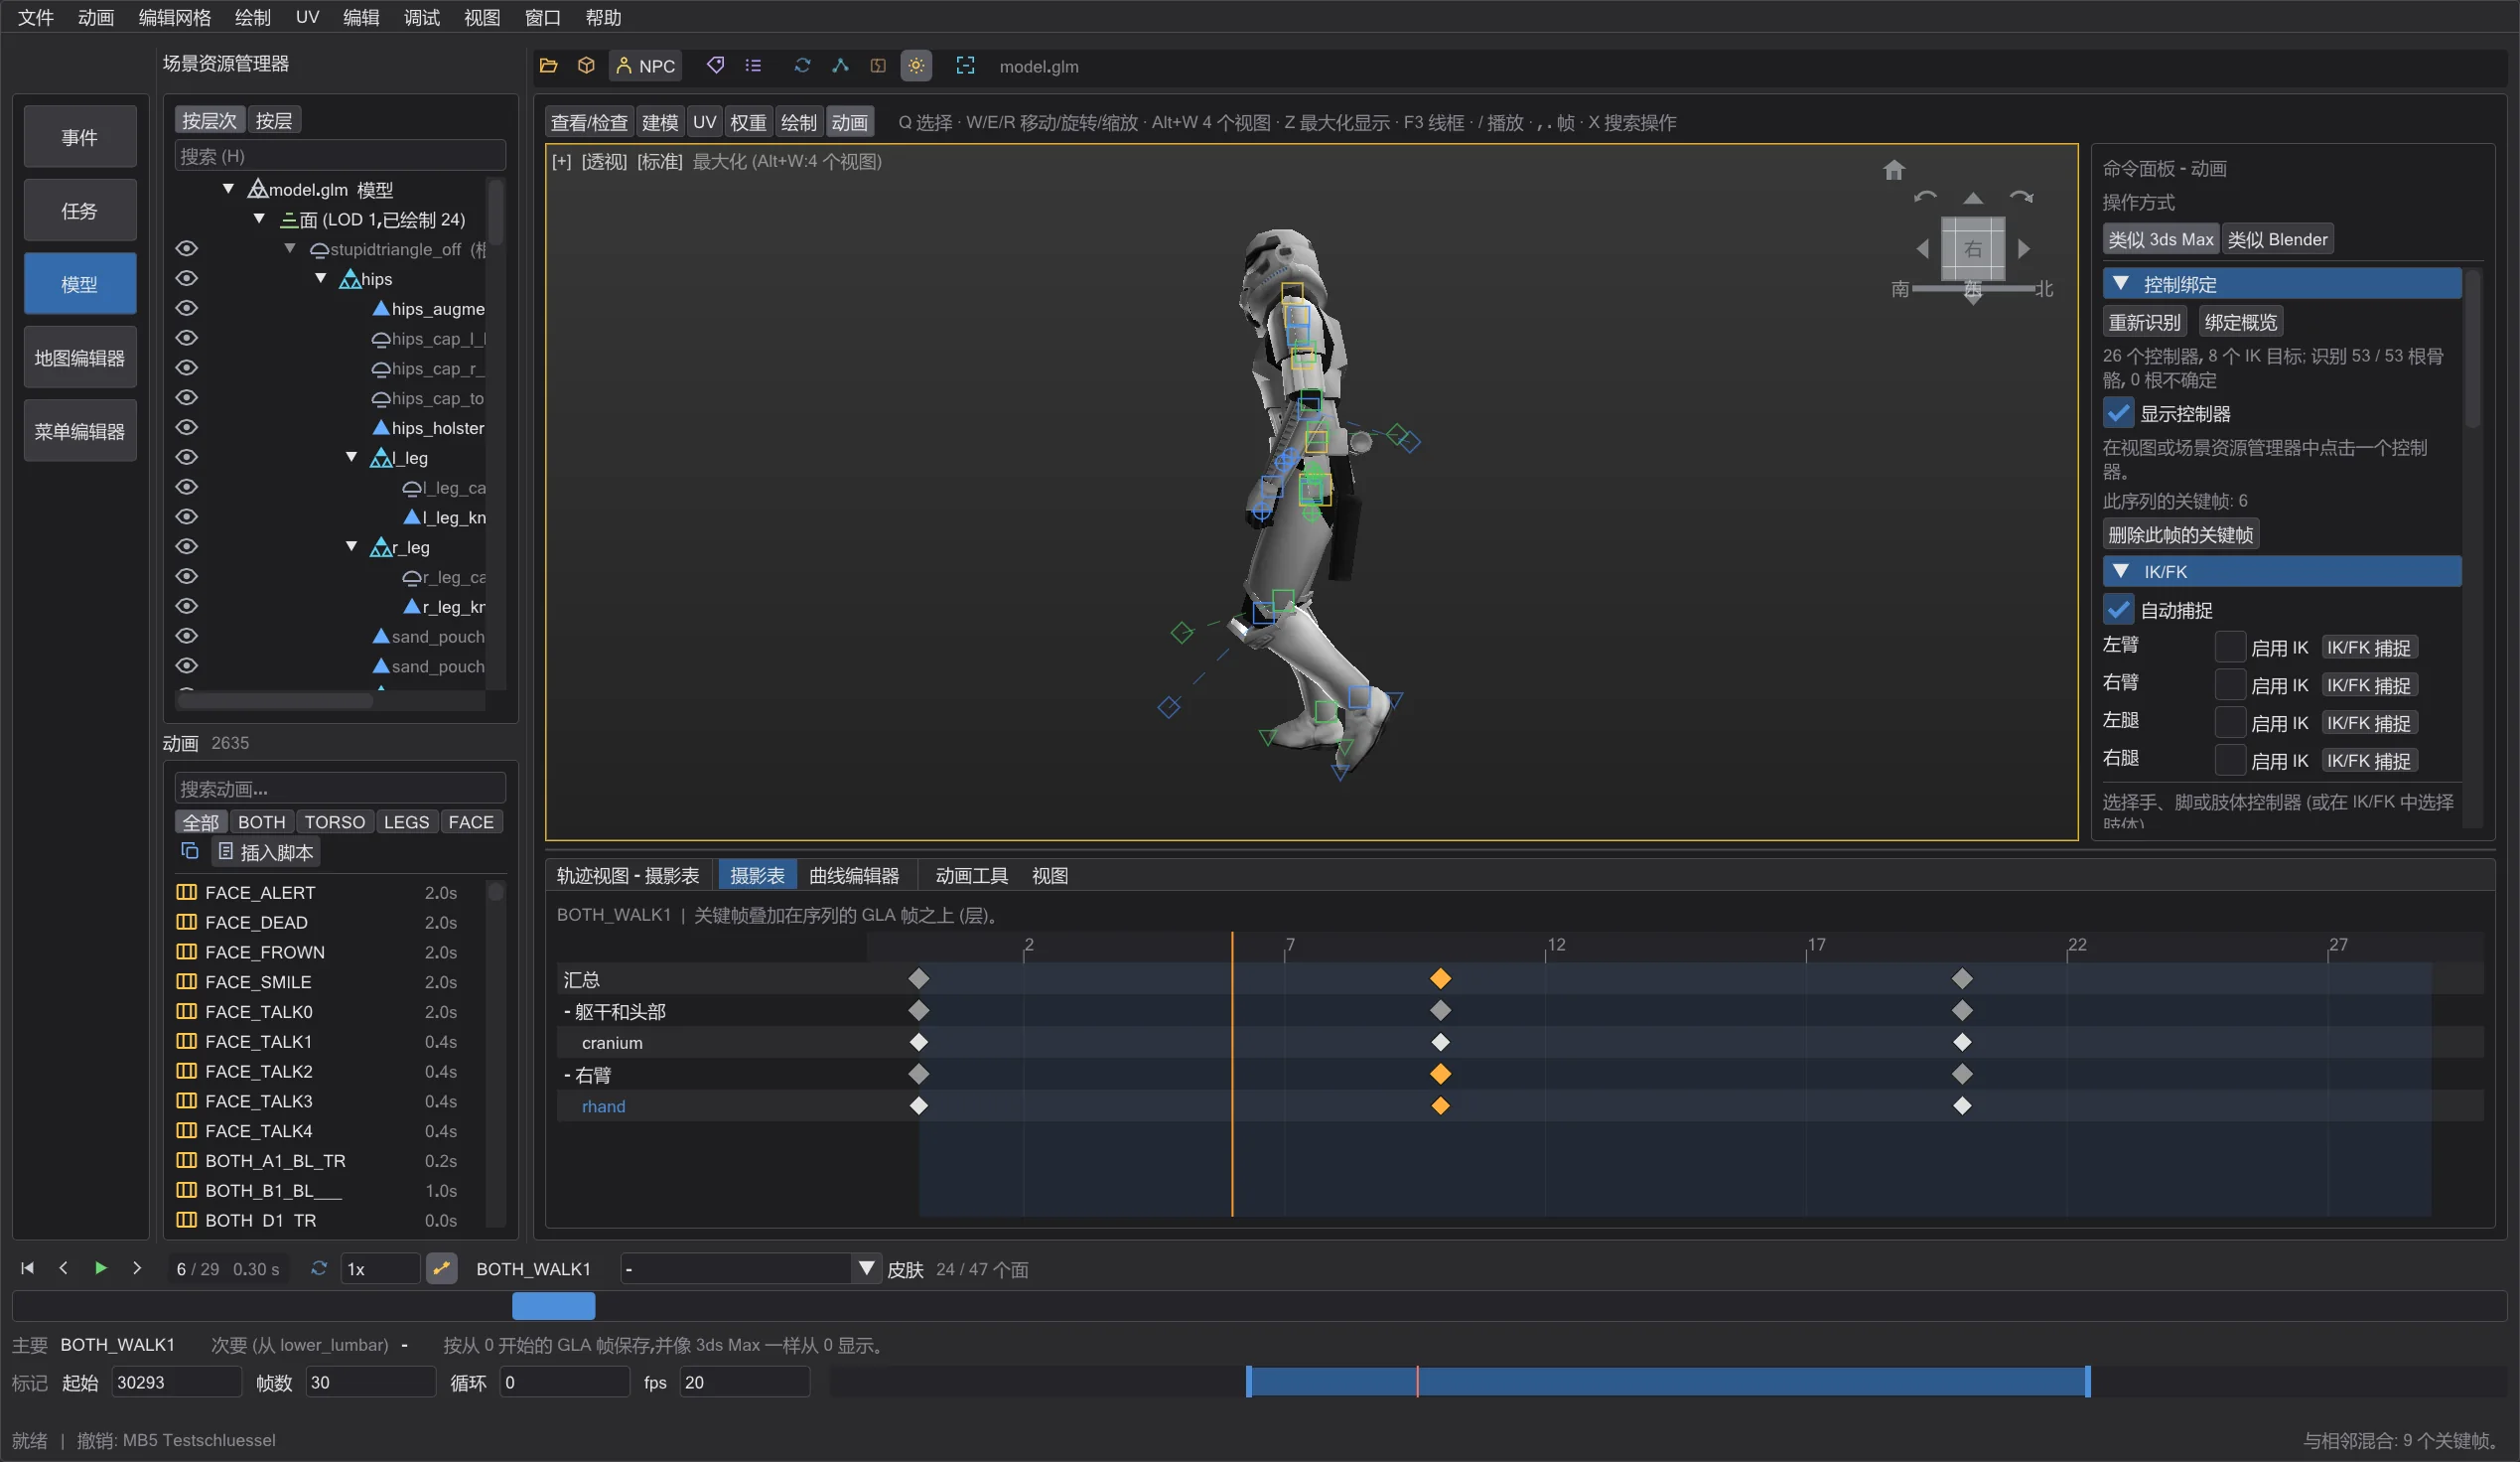 文件 动画 编辑网格 绘制 UV 编辑 调试 视图 窗口 帮助
场景资源管理器
NPC model.glm
事件
任务
模型
地图编辑器
菜单编辑器
按层次 按层
搜索 (H)
model.glm 模型
面 (LOD 1,已绘制 24)
stupidtriangle_off
hips
hips_augme
hips_cap_l_l
hips_cap_r_
hips_cap_to
hips_holster
l_leg
l_leg_ca
l_leg_kn
r_leg
r_leg_ca
r_leg_kr
sand_pouch
sand_pouch
动画 2635
搜索动画...
全部 BOTH TORSO LEGS FACE
插入脚本
FACE_ALERT 2.0s
FACE_DEAD 2.0s
FACE_FROWN 2.0s
FACE_SMILE 2.0s
FACE_TALK0 2.0s
FACE_TALK1 0.4s
FACE_TALK2 0.4s
FACE_TALK3 0.4s
FACE_TALK4 0.4s
BOTH_A1_BL_TR 0.2s
BOTH_B1_BL___ 1.0s
BOTH_D1_TR 0.0s
查看/检查 建模 UV 权重 绘制 动画 Q 选择 · W/E/R 移动/旋转/缩放 · Alt+W 4 个视图 · Z 最大化显示 · F3 线框 · / 播放 · , . 帧 · X 搜索操作
[+] [透视] [标准] 最大化 (Alt+W:4 个视图)
右
南 北
命令面板 - 动画
操作方式
类似 3ds Max 类似 Blender
控制绑定
重新识别 绑定概览
26 个控制器, 8 个 IK 目标; 识别 53 / 53 根骨
骼, 0 根不确定
显示控制器
在视图或场景资源管理器中点击一个控制
器。
此序列的关键帧: 6
删除此帧的关键帧
IK/FK
自动捕捉
左臂 启用 IK IK/FK 捕捉
右臂 启用 IK IK/FK 捕捉
左腿 启用 IK IK/FK 捕捉
右腿 启用 IK IK/FK 捕捉
选择手、脚或肢体控制器 (或在 IK/FK 中选择
肢体)
轨迹视图 - 摄影表 摄影表 曲线编辑器 动画工具 视图
BOTH_WALK1 | 关键帧叠加在序列的 GLA 帧之上 (层)。
2 7 12 17 22 27
汇总
- 躯干和头部
cranium
- 右臂
rhand
6 / 29 0.30 s 1x BOTH_WALK1 - 皮肤 24 / 47 个面
主要 BOTH_WALK1 次要 (从 lower_lumbar) - 按从 0 开始的 GLA 帧保存,并像 3ds Max 一样从 0 显示。
标记 起始 30293 帧数 30 循环 0 fps 20
就绪 | 撤销: MB5 Testschluessel
与相邻混合: 9 个关键帧。